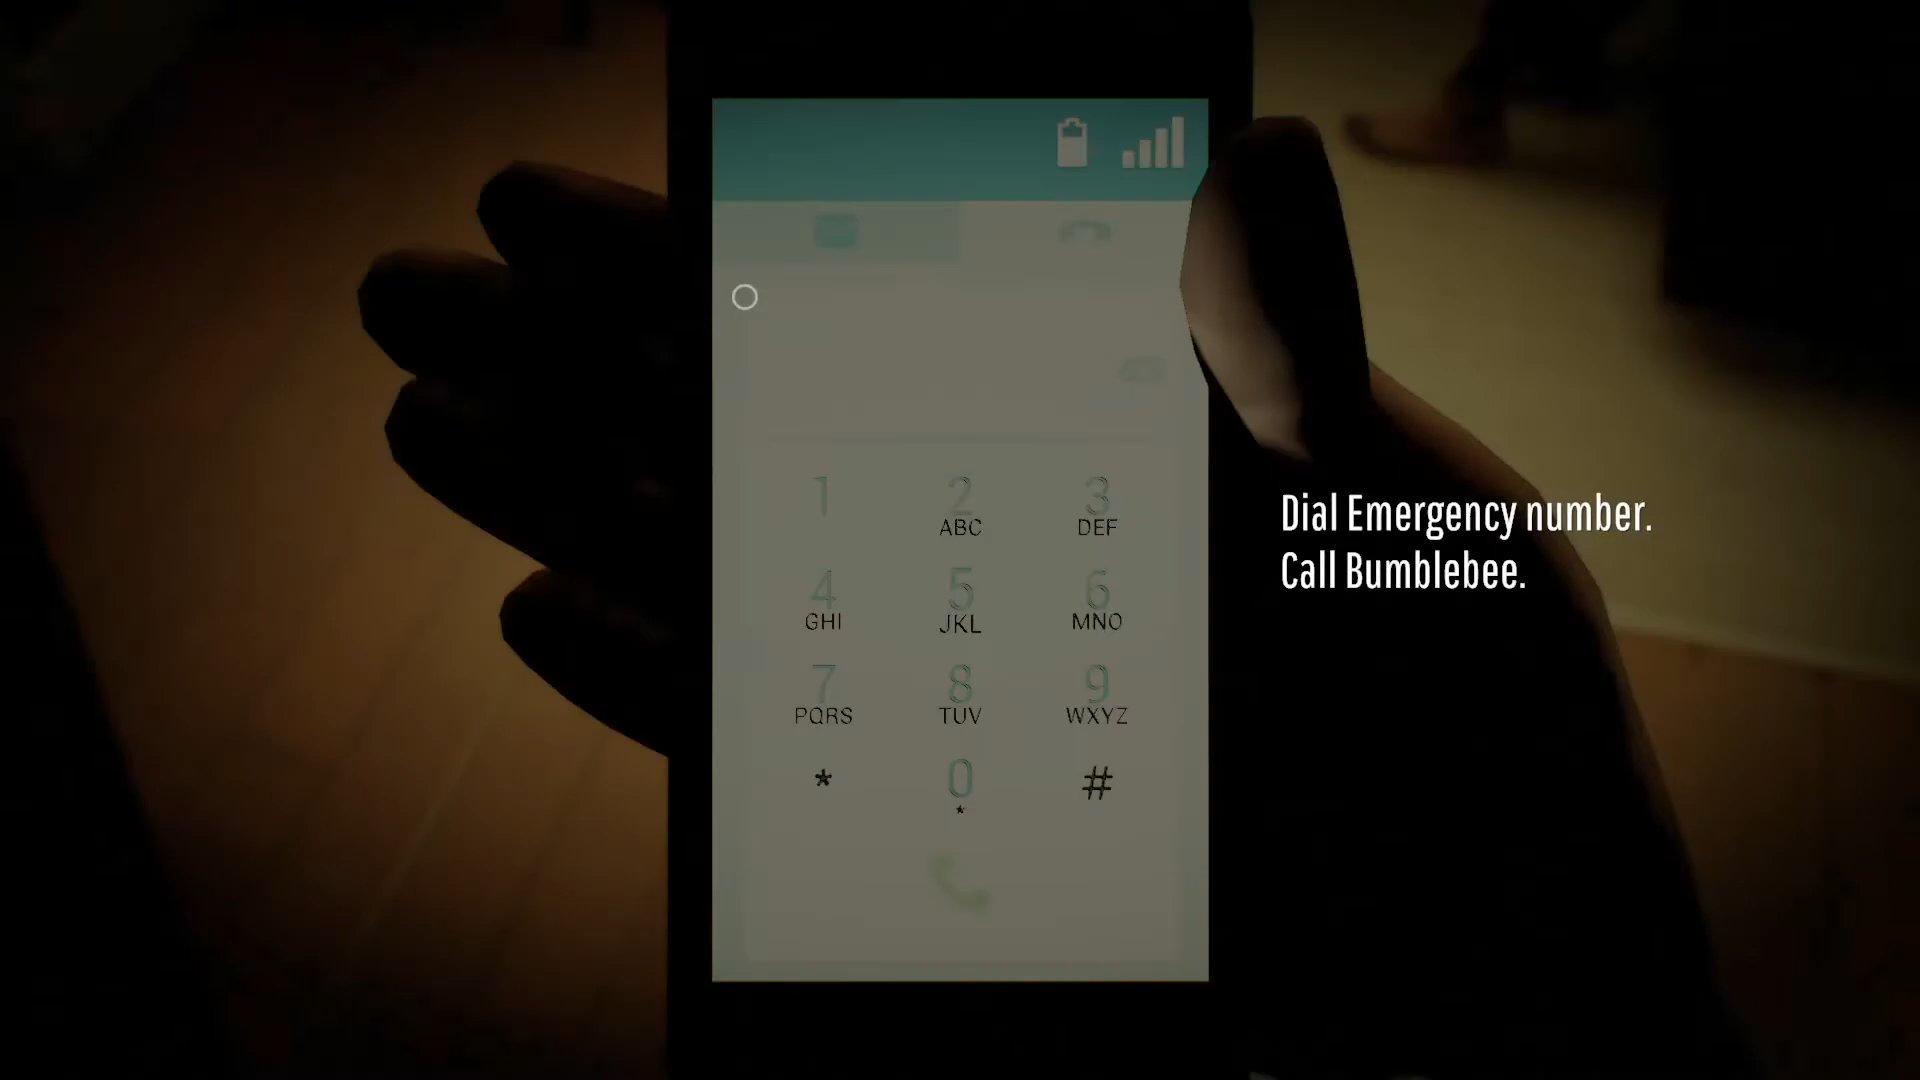 1 2 3
ABC DEF
4 5 6
GHI JKL MNO
7 8 9
PQRS TUV WXYZ
* 0 #
*
Dial Emergency number.
Call Bumblebee.